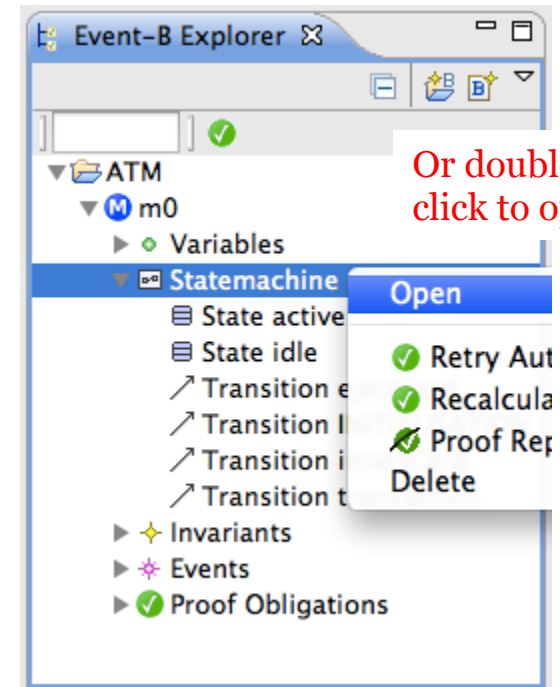 Event-B Explorer
Or doubl
click to o
ATM
m0
Variables
Statemachine
Open
State active
State idle
Retry Aut
Transition e
Recalcula
Transition I
Proof Rep
Transition i
Delete
Transition t
Invariants
Events
Proof Obligations